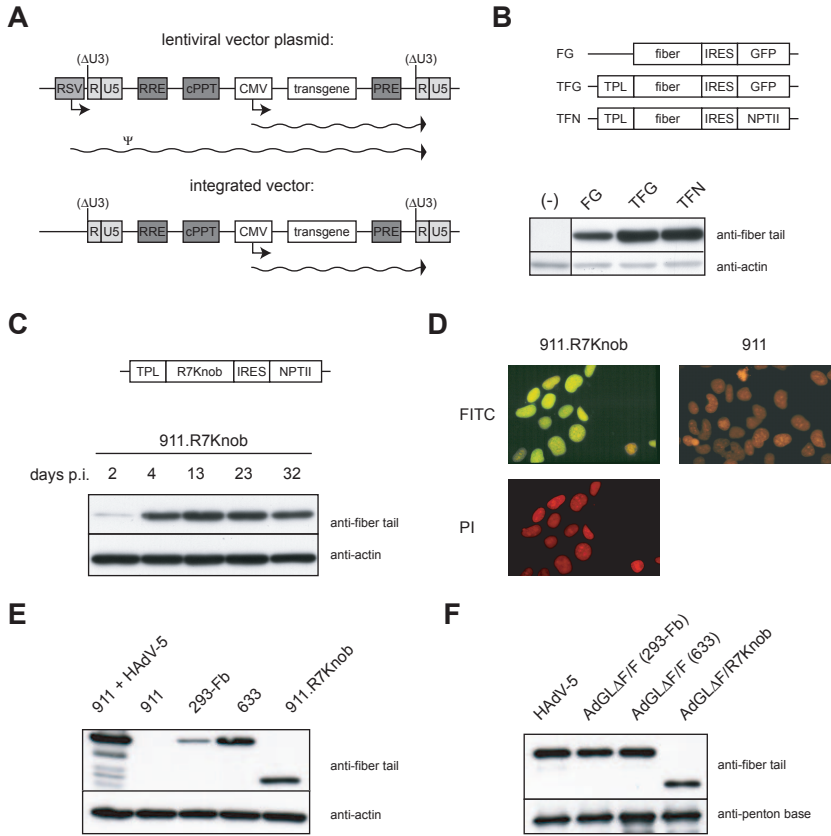 A
lentiviral vector plasmid:
(ΔU3) (ΔU3)
RSV R U5 RRE cPPT CMV transgene PRE R U5
Ψ
integrated vector:
(ΔU3) (ΔU3)
R U5 RRE cPPT CMV transgene PRE R U5
B
FG fiber IRES GFP
TFG TPL fiber IRES GFP
TFN TPL fiber IRES NPTII
(-) FG TFG TFN
anti-fiber tail
anti-actin
C
TPL R7Knob IRES NPTII
911.R7Knob
days p.i. 2 4 13 23 32
anti-fiber tail
anti-actin
D
911.R7Knob 911
FITC
PI
E
911 + HAdV-5 911 293-Fb 633 911.R7Knob
anti-fiber tail
anti-actin
F
HAdV-5 AdGLΔF/F (293-Fb) AdGLΔF/F (633) AdGLΔF/R7Knob
anti-fiber tail
anti-penton base